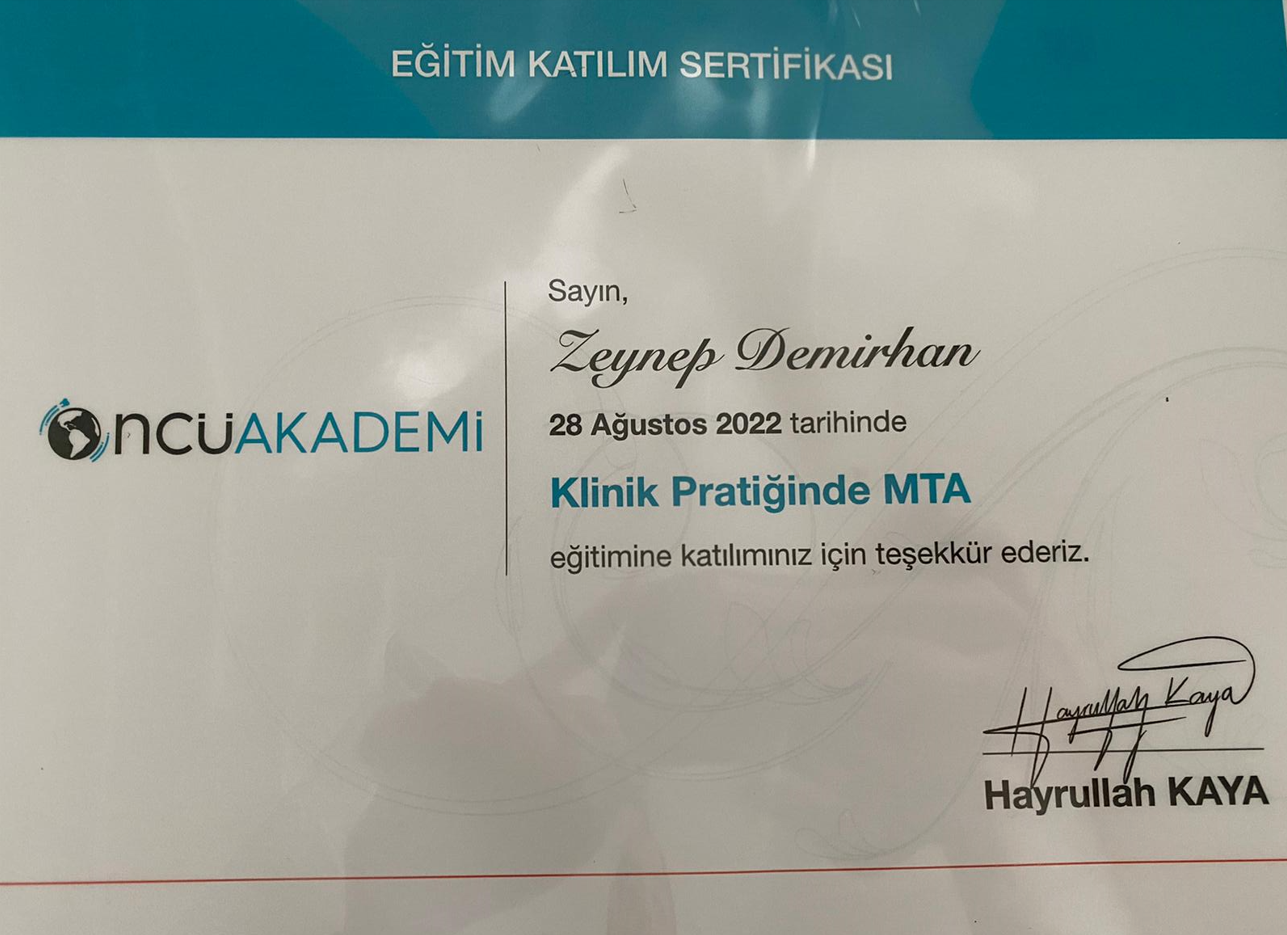 EĞİTİM KATILIM SERTİFİKASI
ÖNCÜAKADEMİ
Sayın,
Zeynep Demirhan
28 Ağustos 2022 tarihinde
Klinik Pratiğinde MTA
eğitimine katılımınız için teşekkür ederiz.
Hayrullah Kaya
Hayrullah KAYA